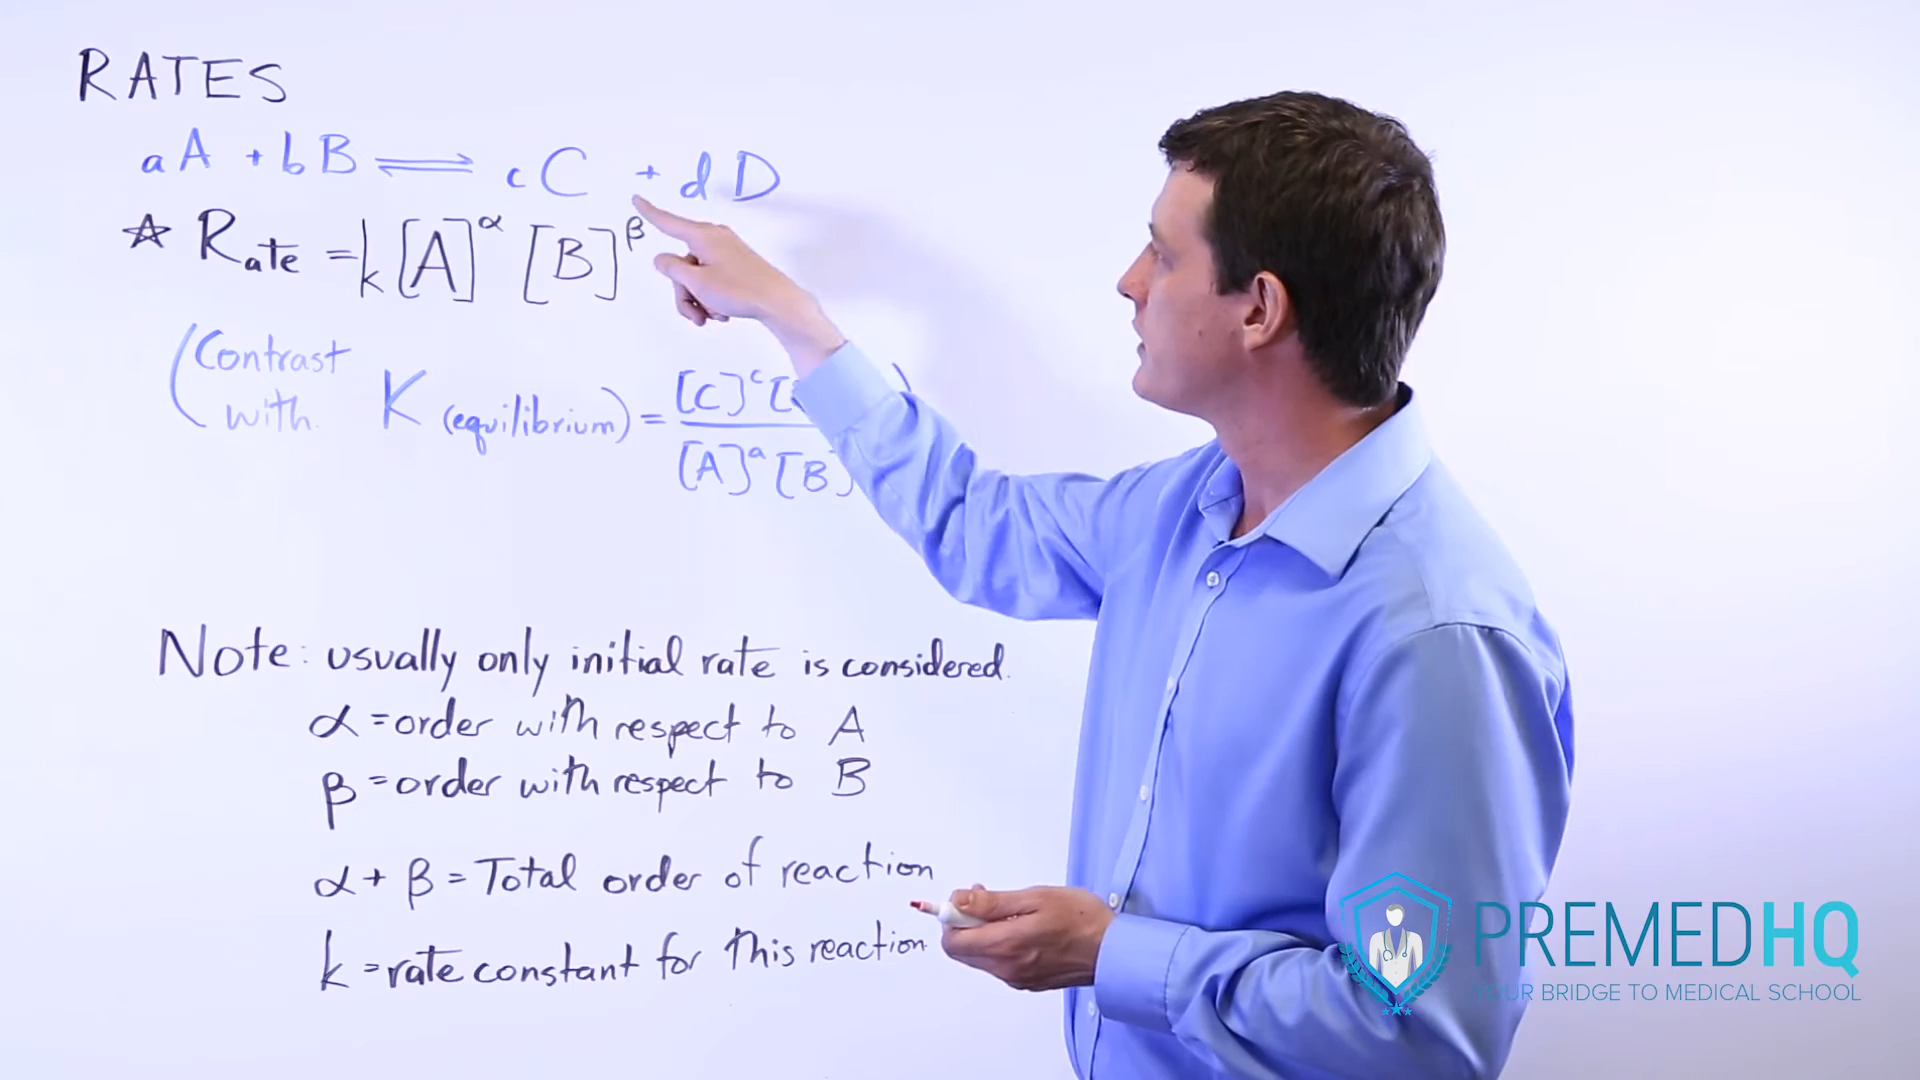 RATES
aA + bB ⇌ cC + dD
☆ Rate = k [A]^α [B]^β
(Contrast with K (equilibrium) = [C]^c [
[A]^a [B] )
Note: usually only initial rate is considered.
α = order with respect to A
β = order with respect to B
α + β = Total order of reaction
k = rate constant for this reaction
PREMEDHQ
YOUR BRIDGE TO MEDICAL SCHOOL